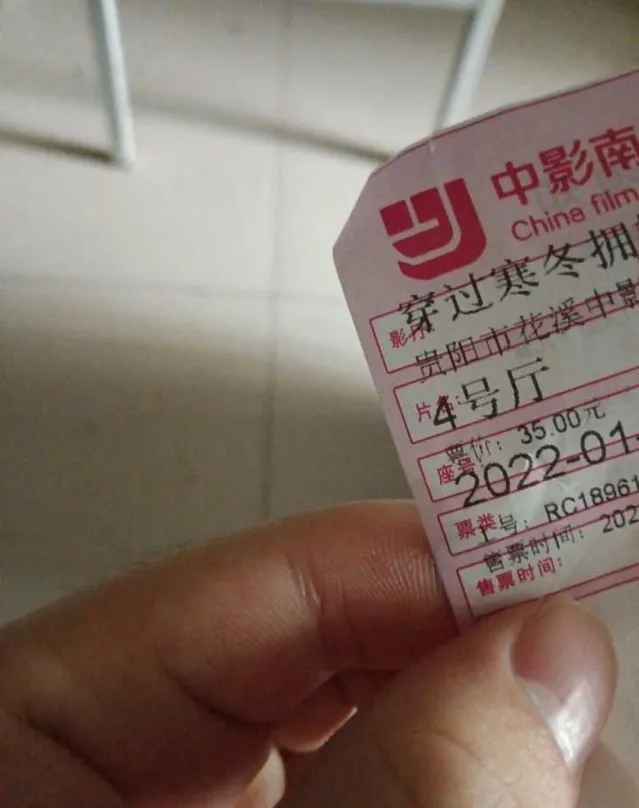 中影南
China film
穿过寒冬拥
影厅:
贵阳市花溪中影
片名:
4号厅
票价: 35.00元
座号:
2022-01
票类
号: RC18961
售票时间: 202
售票时间: